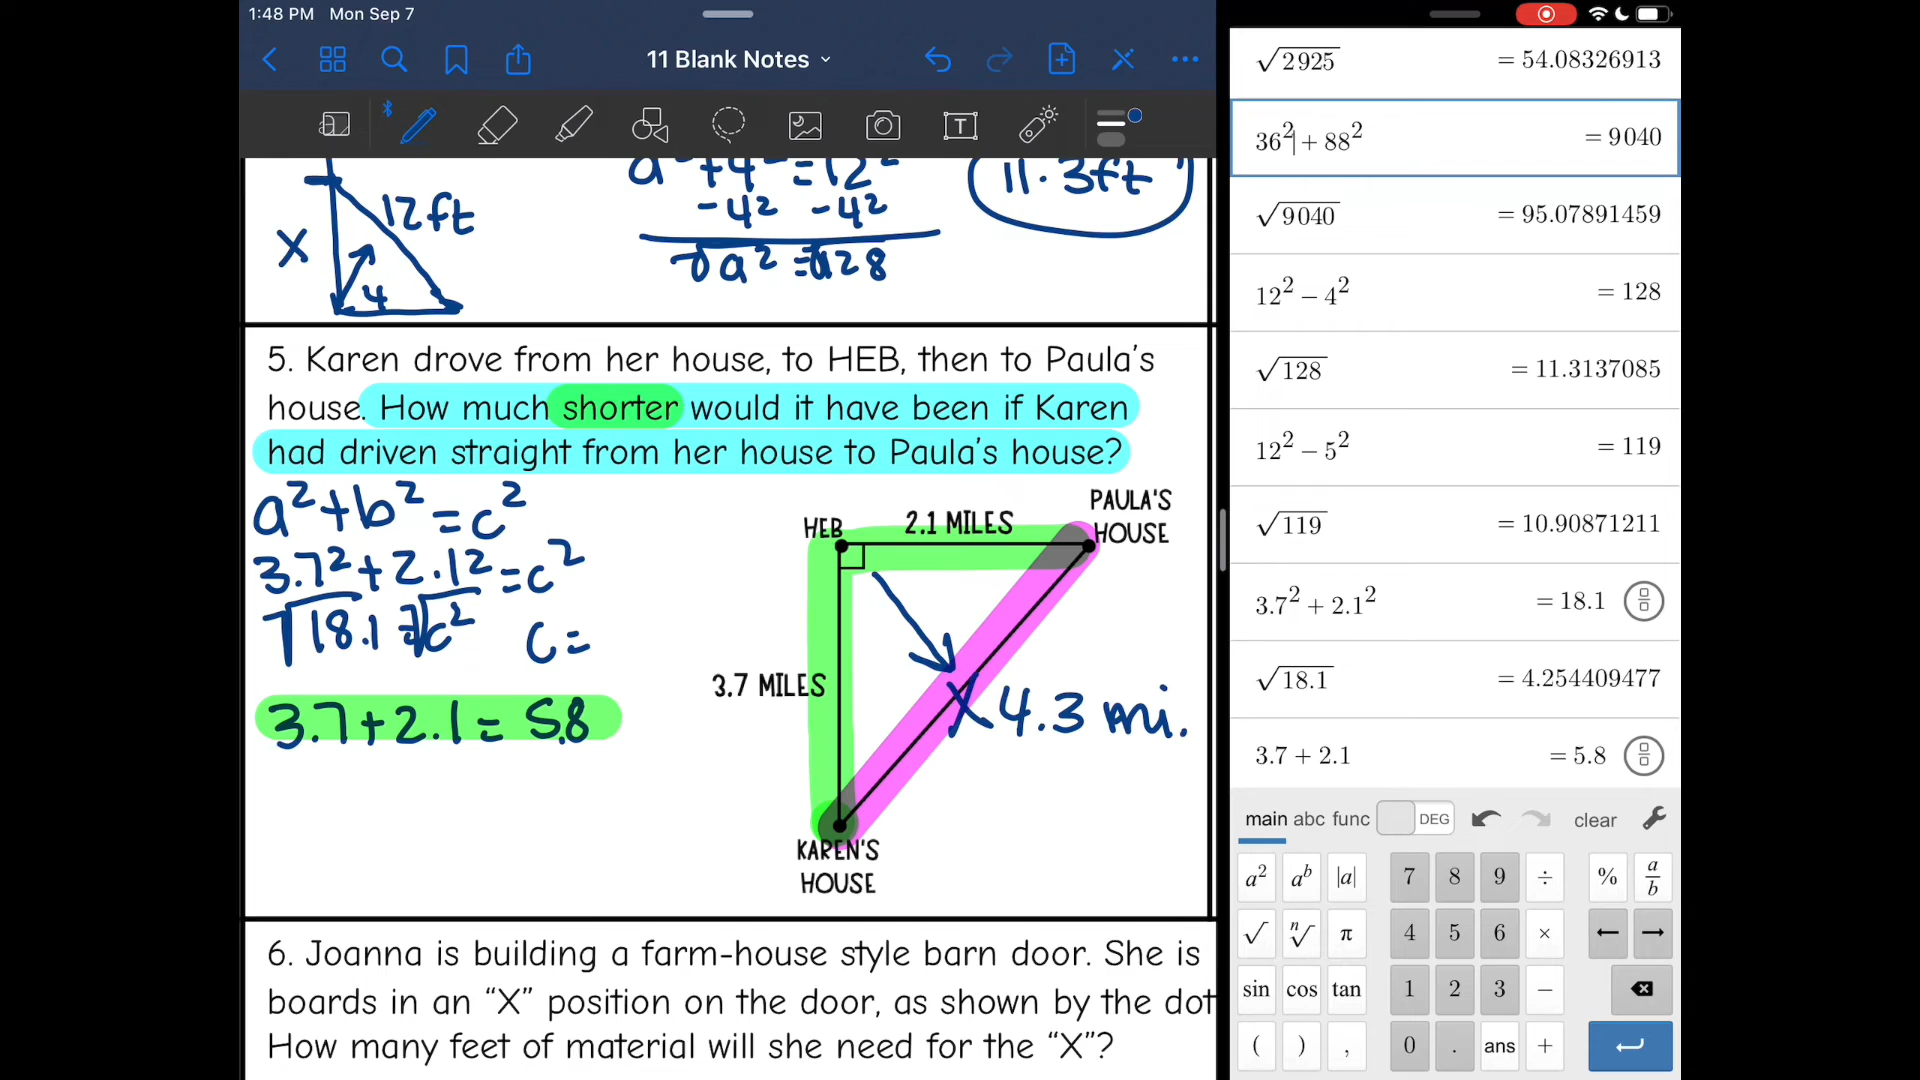 1:48 PM Mon Sep 7
11 Blank Notes
T
a² + 4² = 12²
-4² -4²
√a² = √128
11.3ft
12ft
X
4
5. Karen drove from her house, to HEB, then to Paula's
house. How much shorter would it have been if Karen
had driven straight from her house to Paula's house?
a² + b² = c²
3.7² + 2.1² = c²
√18.1 = √c² c =
3.7 + 2.1 = 5.8
HEB
2.1 MILES
PAULA'S
HOUSE
3.7 MILES
X 4.3 mi.
KAREN'S
HOUSE
6. Joanna is building a farm-house style barn door. She is
boards in an "X" position on the door, as shown by the dot
How many feet of material will she need for the "X"?
√2925 = 54.08326913
36² + 88² = 9040
√9040 = 95.07891459
12² − 4² = 128
√128 = 11.3137085
12² − 5² = 119
√119 = 10.90871211
3.7² + 2.1² = 18.1
√18.1 = 4.254409477
3.7 + 2.1 = 5.8
main abc func DEG clear
a² aᵇ |a| 7 8 9 ÷ % a/b
√ ⁿ√ π 4 5 6 × ← →
sin cos tan 1 2 3 −
( ) , 0 . ans +